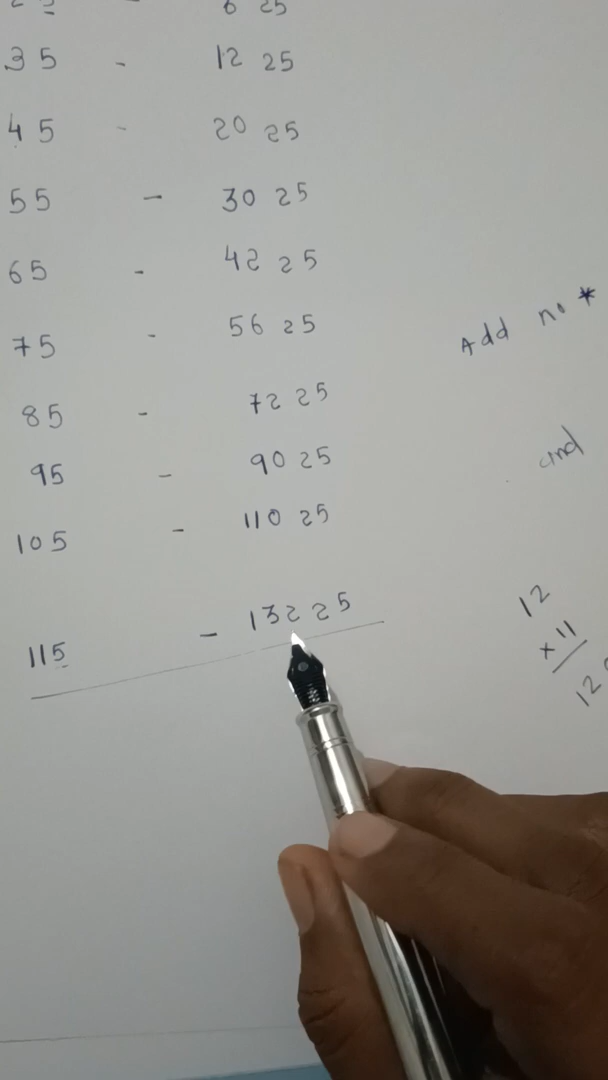 35 - 12 25
45 - 20 25
55 - 30 25
65 - 42 25
75 - 56 25
85 - 72 25
95 - 90 25
105 - 110 25
115 - 132 25
Add no *
and
12
× 11